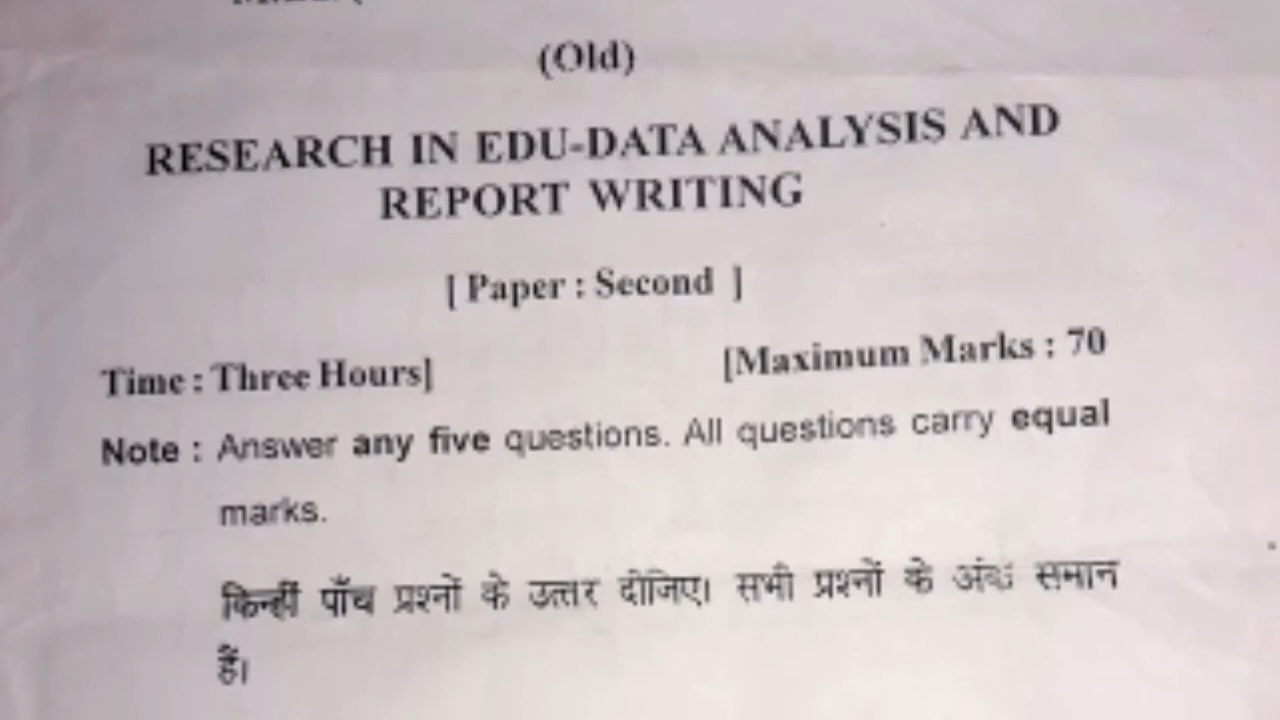 (Old)
RESEARCH IN EDU-DATA ANALYSIS AND
REPORT WRITING
[ Paper : Second ]
Time : Three Hours]
[Maximum Marks : 70
Note : Answer any five questions. All questions carry equal
marks.
किन्हीं पाँच प्रश्नों के उत्तर दीजिए। सभी प्रश्नों के अंक समान
हैं।